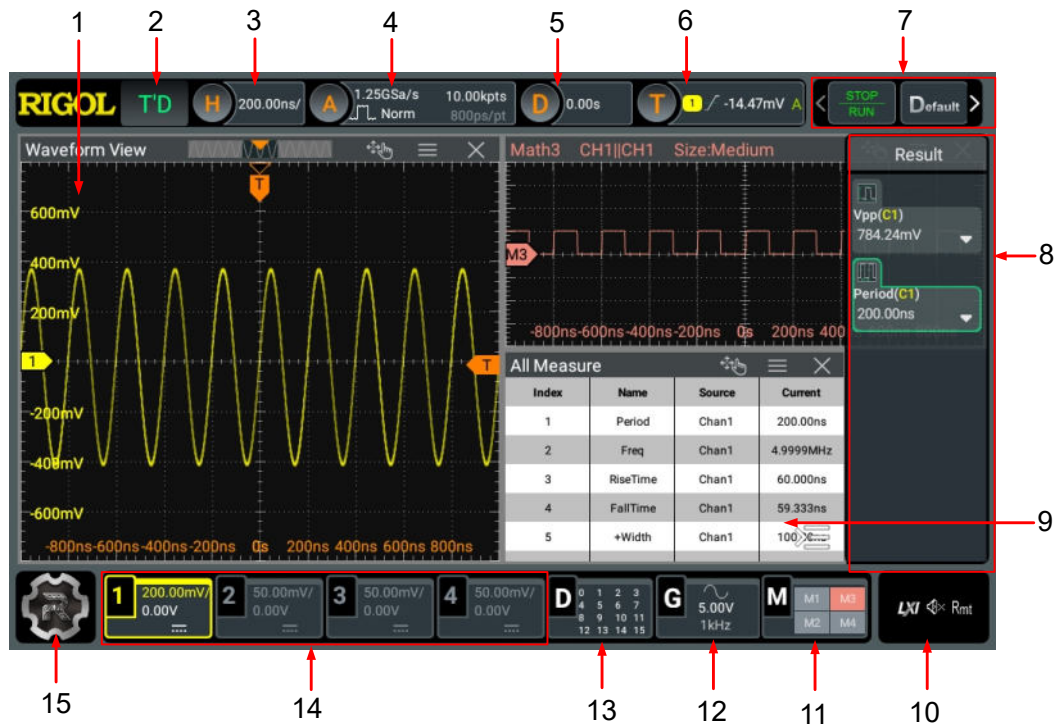 1 2 3 4 5 6 7
RIGOL T'D H 200.00ns/ A 1.25GSa/s 10.00kpts D 0.00s T 1 -14.47mV A < STOP Default >
Norm 800ps/pt RUN
Waveform View
T
600mV
400mV
200mV
1 T
-200mV
-400mV
-600mV
-800ns -600ns -400ns -200ns 0s 200ns 400ns 600ns 800ns
Math3 CH1||CH1 Size:Medium
M3
-800ns -600ns -400ns -200ns 0s 200ns 400
All Measure
Index Name Source Current
1 Period Chan1 200.00ns
2 Freq Chan1 4.9999MHz
3 RiseTime Chan1 60.000ns
4 FallTime Chan1 59.333ns
5 +Width Chan1
Result
Vpp(C1)
784.24mV
Period(C1)
200.00ns
8
9
1 200.00mV/ 2 50.00mV/ 3 50.00mV/ 4 50.00mV/
0.00V 0.00V 0.00V 0.00V
D 0 1 2 3
4 5 6 7
8 9 10 11
12 13 14 15
G 5.00V
1kHz
M M1 M3
M2 M4
LXI Rmt
15 14 13 12 11 10